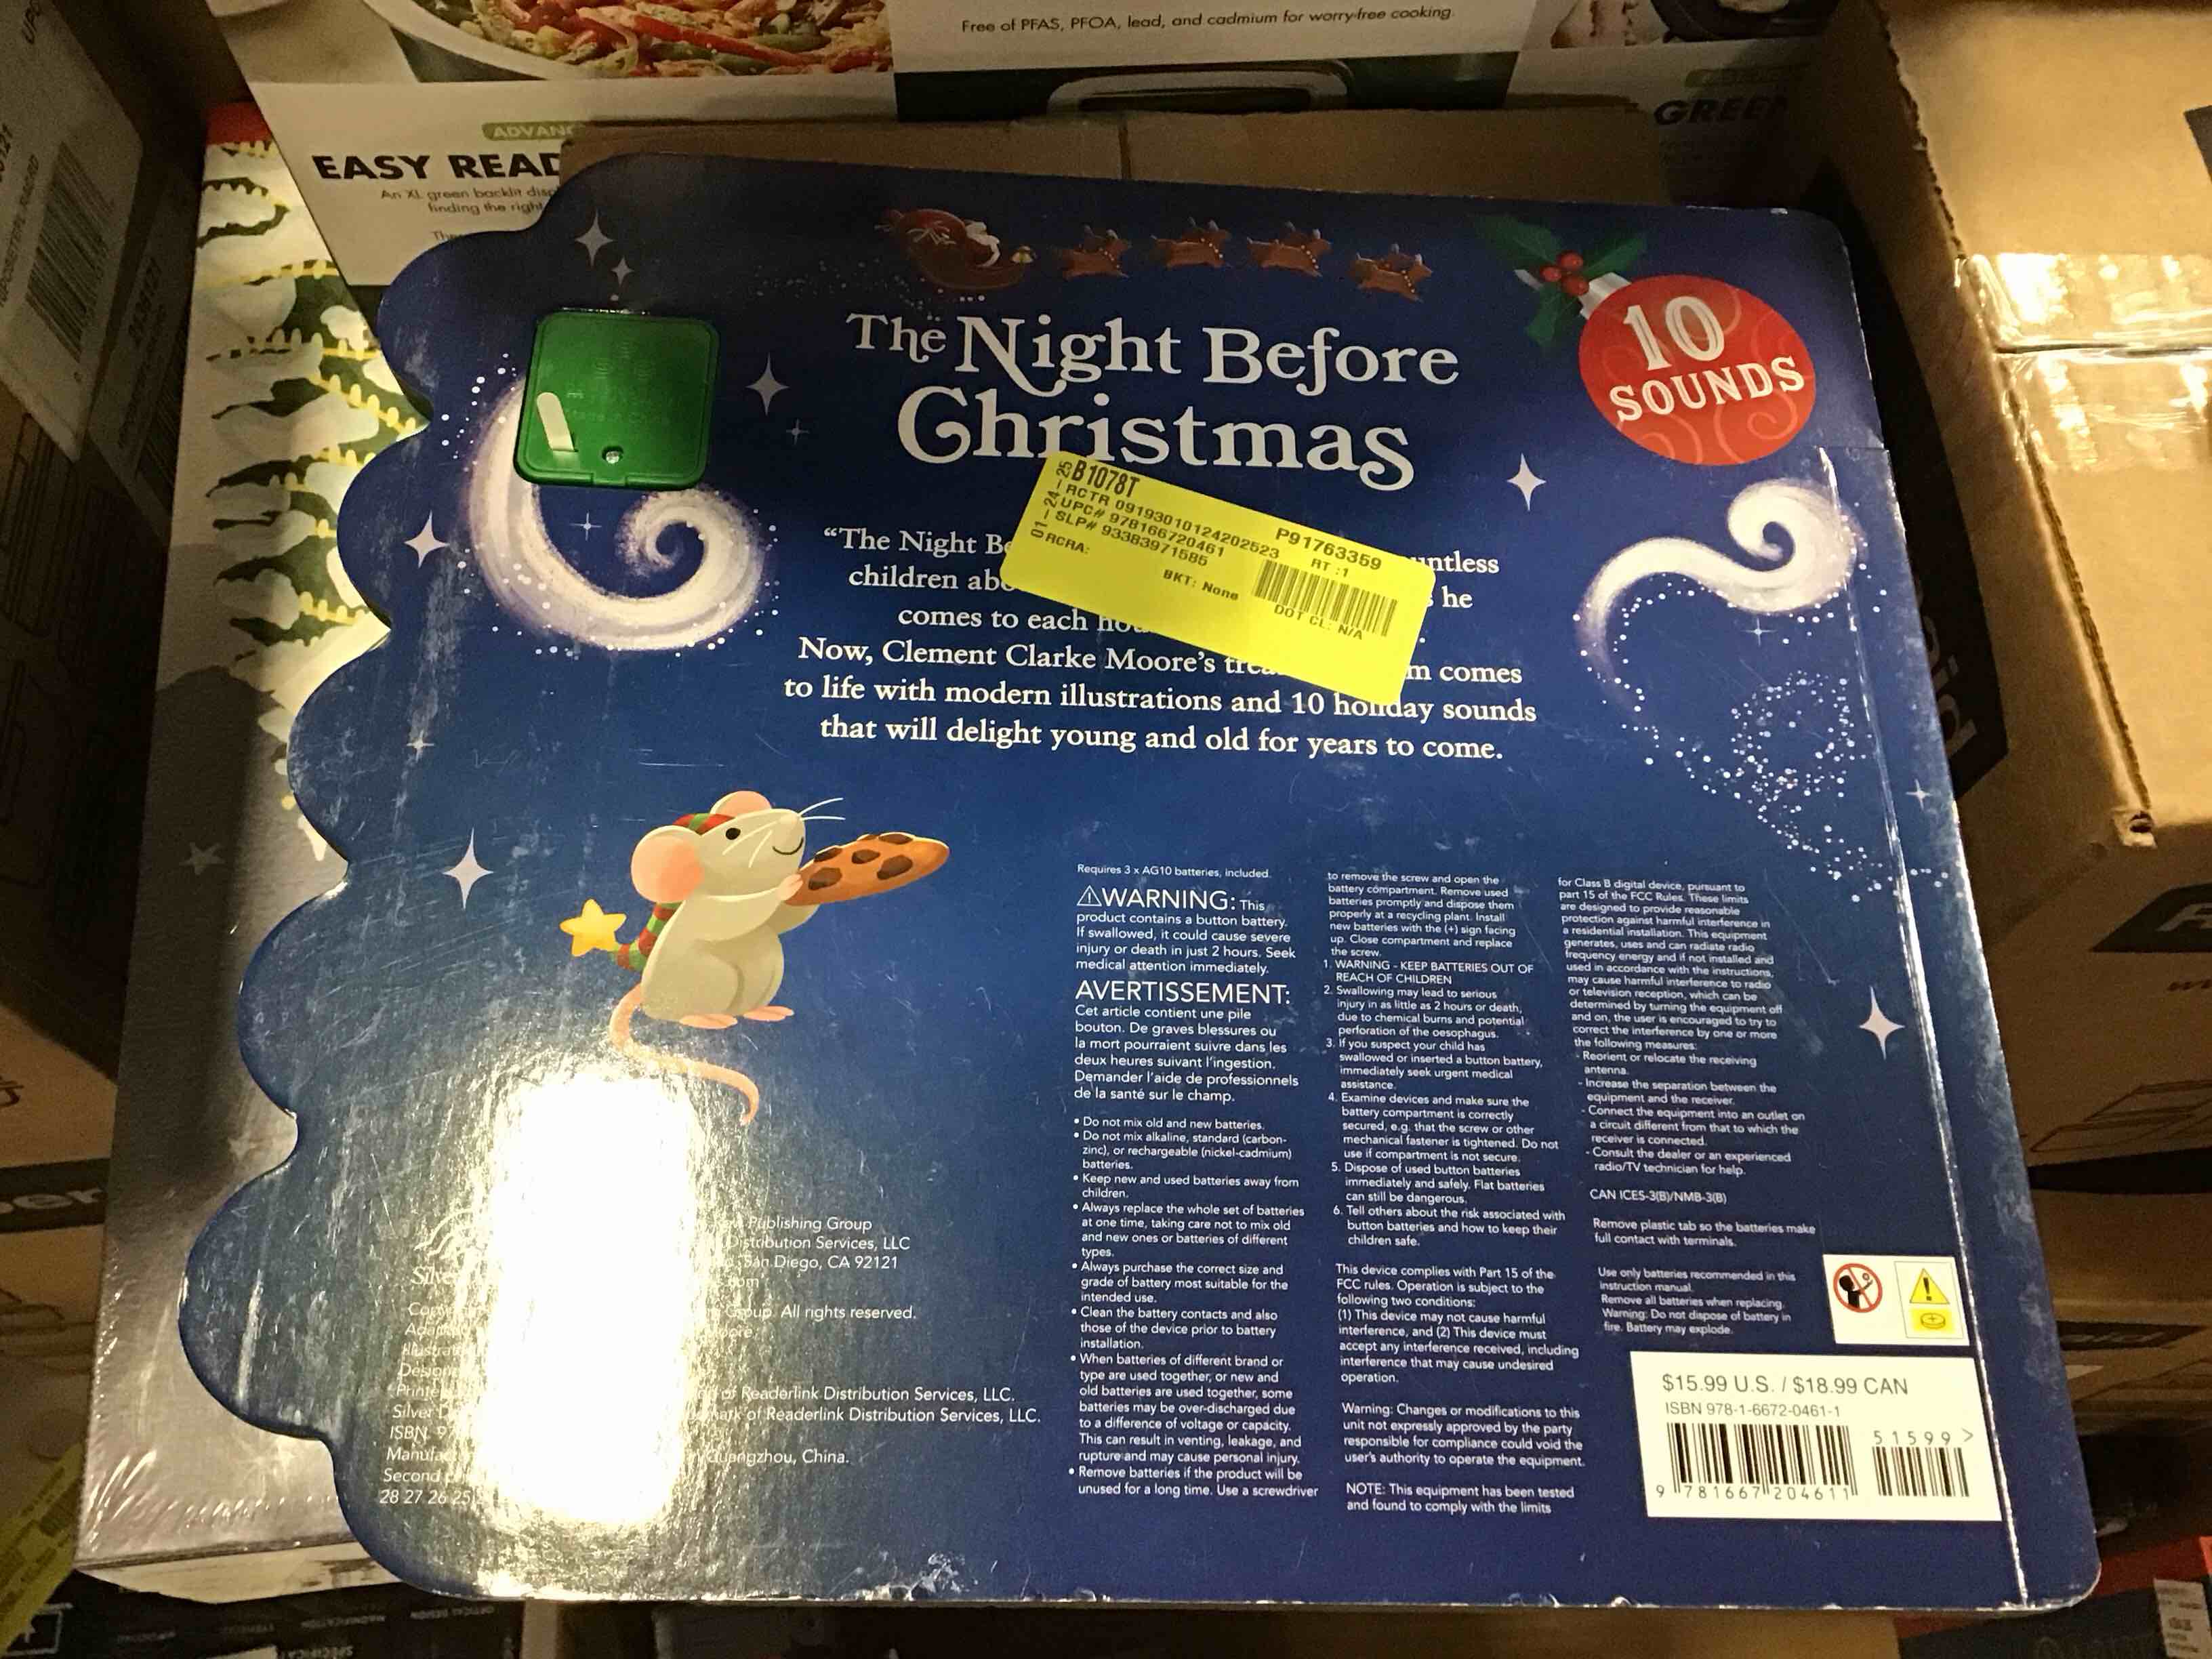 Free of PFAS, PFOA, lead, and cadmium for worry-free cooking
EASY READ
An XL green backlit
finding the right
GREEN
The Night Before
Christmas
10
SOUNDS
B1078T
RCTR 09193010124202523
P91763359
UPC# 978166720461
RT :1
SLP# 93383971585
RCRA:
BKT: None
DOT CL: N/A
01 - 24 - 25
“The Night
children
he
comes to each
Now, Clement Clarke Moore’s
comes
to life with modern illustrations and 10 holiday sounds
that will delight young and old for years to come.
Requires 3 x AG10 batteries, included.
⚠WARNING: This
product contains a button battery.
If swallowed, it could cause severe
injury or death in just 2 hours. Seek
medical attention immediately.
AVERTISSEMENT:
Cet article contient une pile
bouton. De graves blessures ou
la mort pourraient suivre dans les
deux heures suivant l’ingestion.
Demander l’aide de professionnels
de la santé sur le champ.
• Do not mix old and new batteries.
• Do not mix alkaline, standard (carbon-
zinc), or rechargeable (nickel-cadmium)
batteries.
• Keep new and used batteries away from
children.
• Always replace the whole set of batteries
at one time, taking care not to mix old
and new ones or batteries of different
types.
• Always purchase the correct size and
grade of battery most suitable for the
intended use.
• Clean the battery contacts and also
those of the device prior to battery
installation.
• When batteries of different brand or
type are used together, or new and
old batteries are used together, some
batteries may be over-discharged due
to a difference of voltage or capacity.
This can result in venting, leakage, and
rupture and may cause personal injury.
• Remove batteries if the product will be
unused for a long time. Use a screwdriver
to remove the screw and open the
battery compartment. Remove used
batteries promptly and dispose them
properly at a recycling plant. Install
new batteries with the (+) sign facing
up. Close compartment and replace
the screw.
1. WARNING - KEEP BATTERIES OUT OF
REACH OF CHILDREN
2. Swallowing may lead to serious
injury in as little as 2 hours or death,
due to chemical burns and potential
perforation of the oesophagus.
3. If you suspect your child has
swallowed or inserted a button battery,
immediately seek urgent medical
assistance.
4. Examine devices and make sure the
battery compartment is correctly
secured, e.g. that the screw or other
mechanical fastener is tightened. Do not
use if compartment is not secure.
5. Dispose of used button batteries
immediately and safely. Flat batteries
can still be dangerous.
6. Tell others about the risk associated with
button batteries and how to keep their
children safe.
This device complies with Part 15 of the
FCC rules. Operation is subject to the
following two conditions:
(1) This device may not cause harmful
interference, and (2) This device must
accept any interference received, including
interference that may cause undesired
operation.
Warning: Changes or modifications to this
unit not expressly approved by the party
responsible for compliance could void the
user’s authority to operate the equipment.
NOTE: This equipment has been tested
and found to comply with the limits
for Class B digital device, pursuant to
part 15 of the FCC Rules. These limits
are designed to provide reasonable
protection against harmful interference in
a residential installation. This equipment
generates, uses and can radiate radio
frequency energy and if not installed and
used in accordance with the instructions,
may cause harmful interference to radio
or television reception, which can be
determined by turning the equipment off
and on, the user is encouraged to try to
correct the interference by one or more
the following measures:
- Reorient or relocate the receiving
antenna.
- Increase the separation between the
equipment and the receiver.
- Connect the equipment into an outlet on
a circuit different from that to which the
receiver is connected.
- Consult the dealer or an experienced
radio/TV technician for help.
CAN ICES-3(B)/NMB-3(B)
Remove plastic tab so the batteries make
full contact with terminals.
Use only batteries recommended in this
instruction manual.
Remove all batteries when replacing.
Warning: Do not dispose of battery in
fire. Battery may explode.
Publishing Group
Distribution Services, LLC
San Diego, CA 92121
Group. All rights reserved.
of Readerlink Distribution Services, LLC.
of Readerlink Distribution Services, LLC.
ISBN
Guangzhou, China.
Second
28 27 26 25
$15.99 U.S. / $18.99 CAN
ISBN 978-1-6672-0461-1
51599>
9 781667 204611